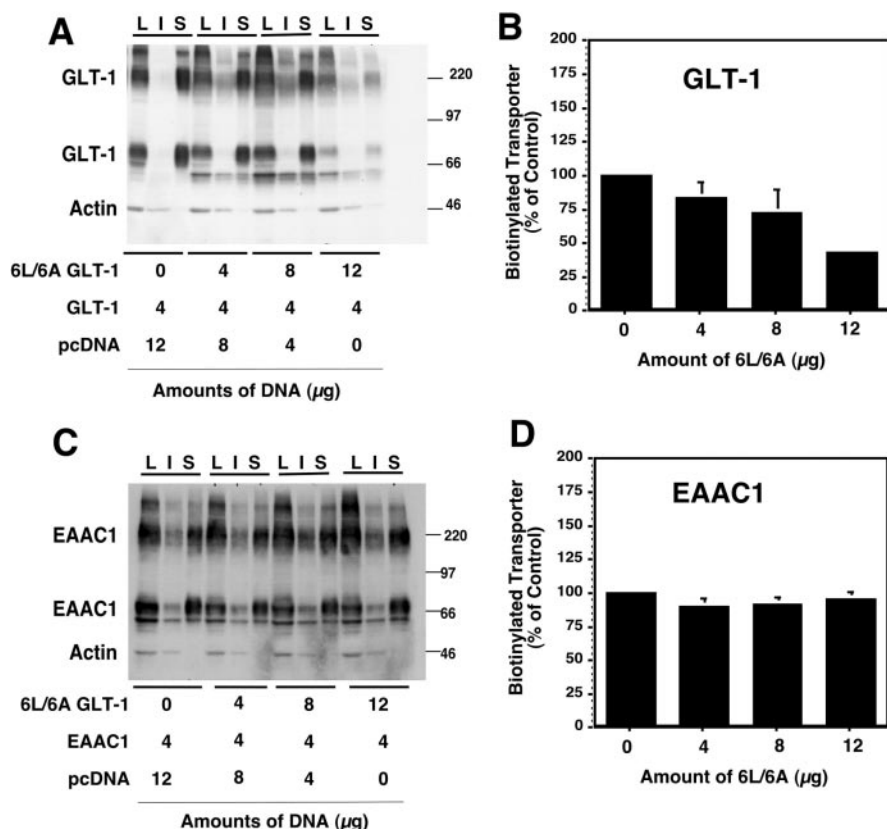 A
L I S L I S L I S L I S
GLT-1
220
97
GLT-1
66
Actin
46
6L/6A GLT-1 0 4 8 12
GLT-1 4 4 4 4
pcDNA 12 8 4 0
Amounts of DNA (µg)
B
GLT-1
Biotinylated Transporter
(% of Control)
200
175
150
125
100
75
50
25
0
0 4 8 12
Amount of 6L/6A (µg)
C
L I S L I S L I S L I S
EAAC1
220
97
EAAC1
66
Actin
46
6L/6A GLT-1 0 4 8 12
EAAC1 4 4 4 4
pcDNA 12 8 4 0
Amounts of DNA (µg)
D
EAAC1
Biotinylated Transporter
(% of Control)
200
175
150
125
100
75
50
25
0
0 4 8 12
Amount of 6L/6A (µg)